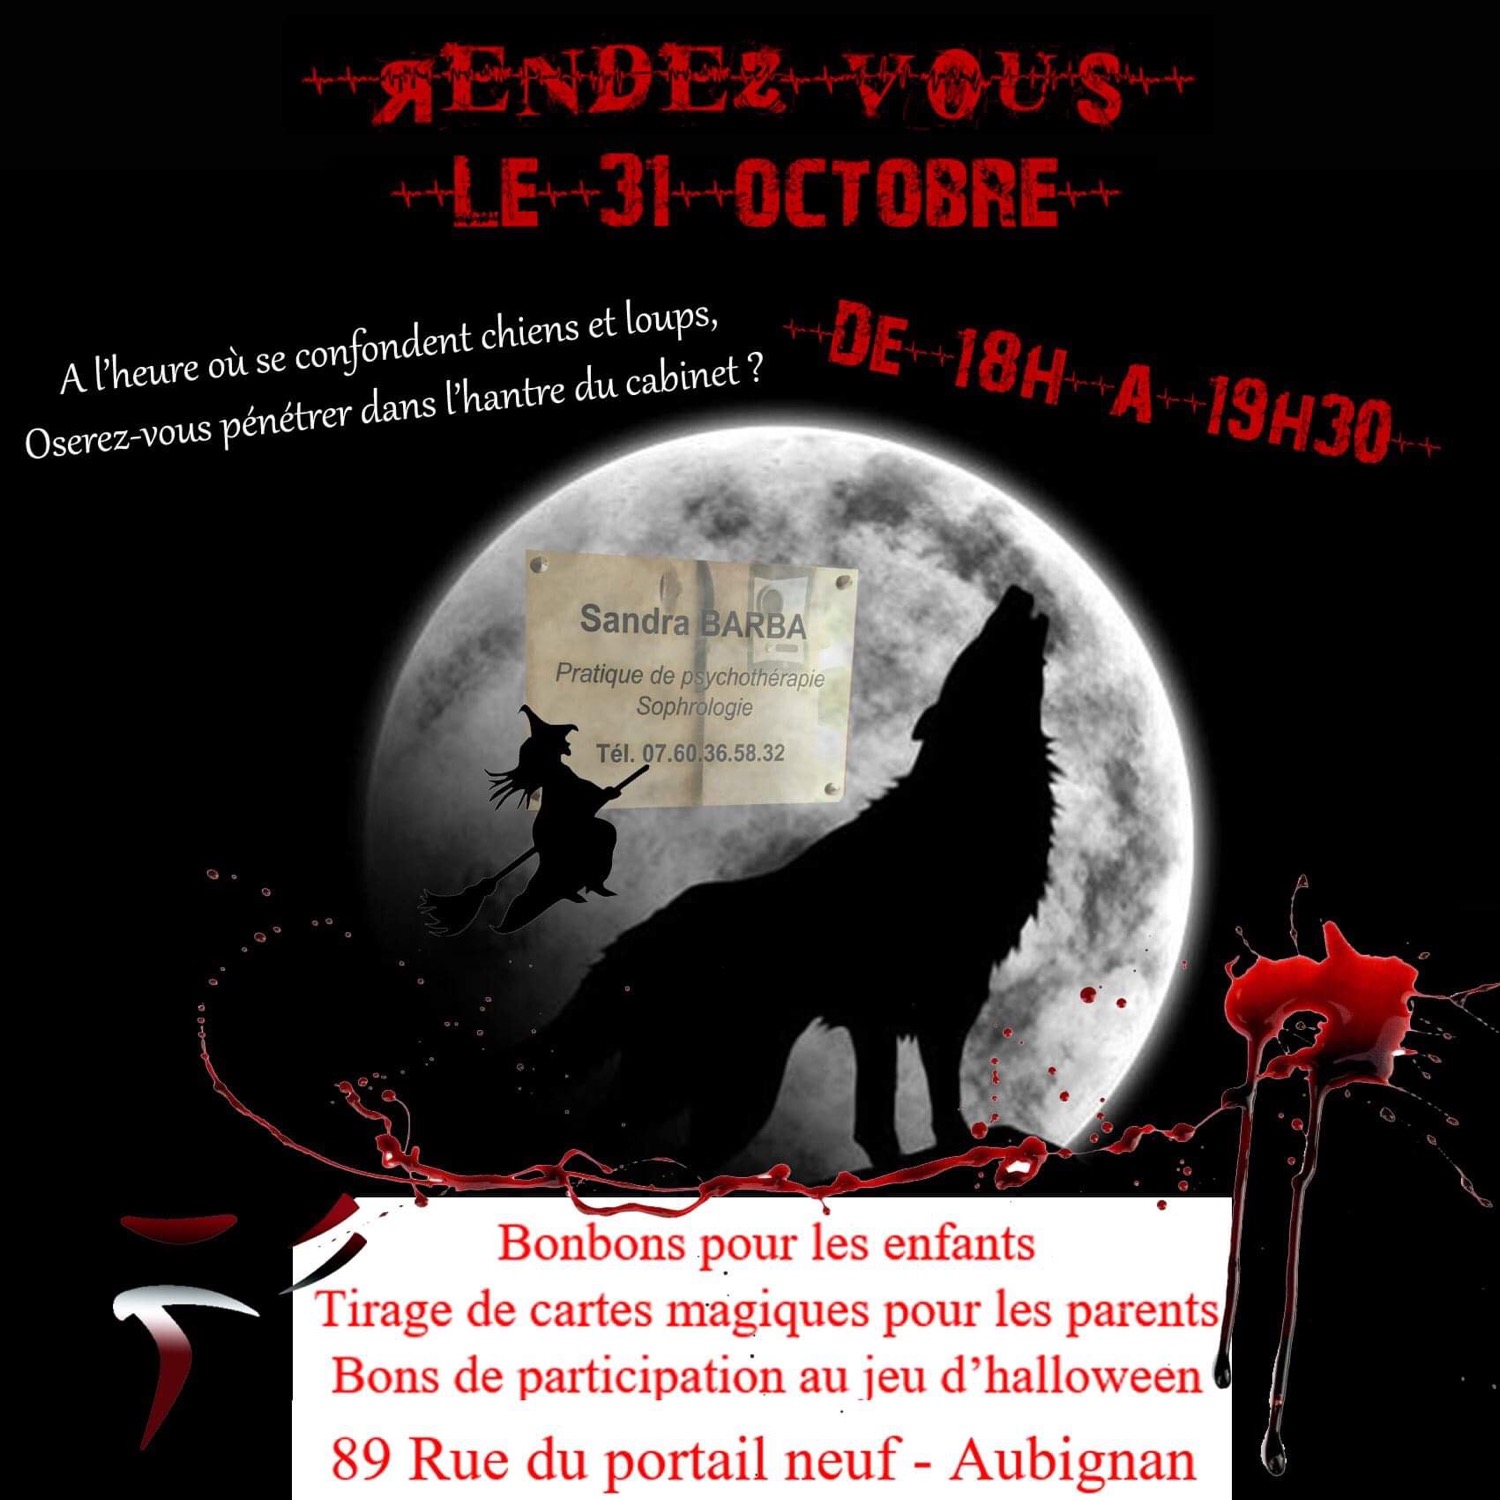 RENDES VOUS
LE 31 OCTOBRE
A l'heure où se confondent chiens et loups,
Oserez-vous pénétrer dans l'hantre du cabinet ?
DE 18H A 19H30
Sandra BARBA
Pratique de psychothérapie
Sophrologie
Tél. 07.60.36.58.32
Bonbons pour les enfants
Tirage de cartes magiques pour les parents
Bons de participation au jeu d'halloween
89 Rue du portail neuf - Aubignan